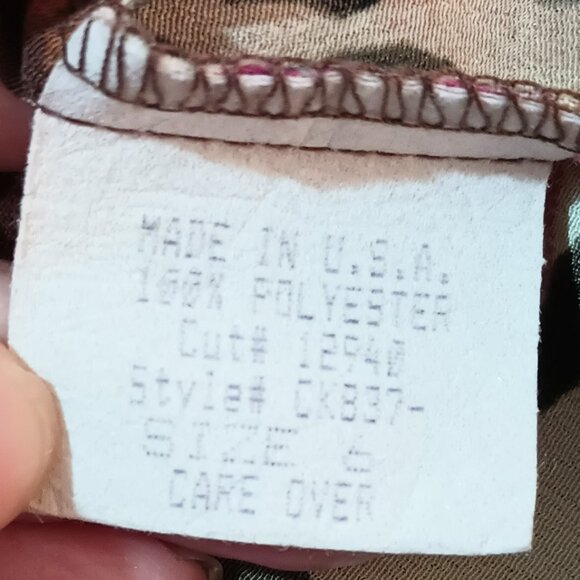 MADE IN U.S.A.
100% POLYESTER
Cut# 12940
Style# CK837-
SIZE 6
CARE OVER